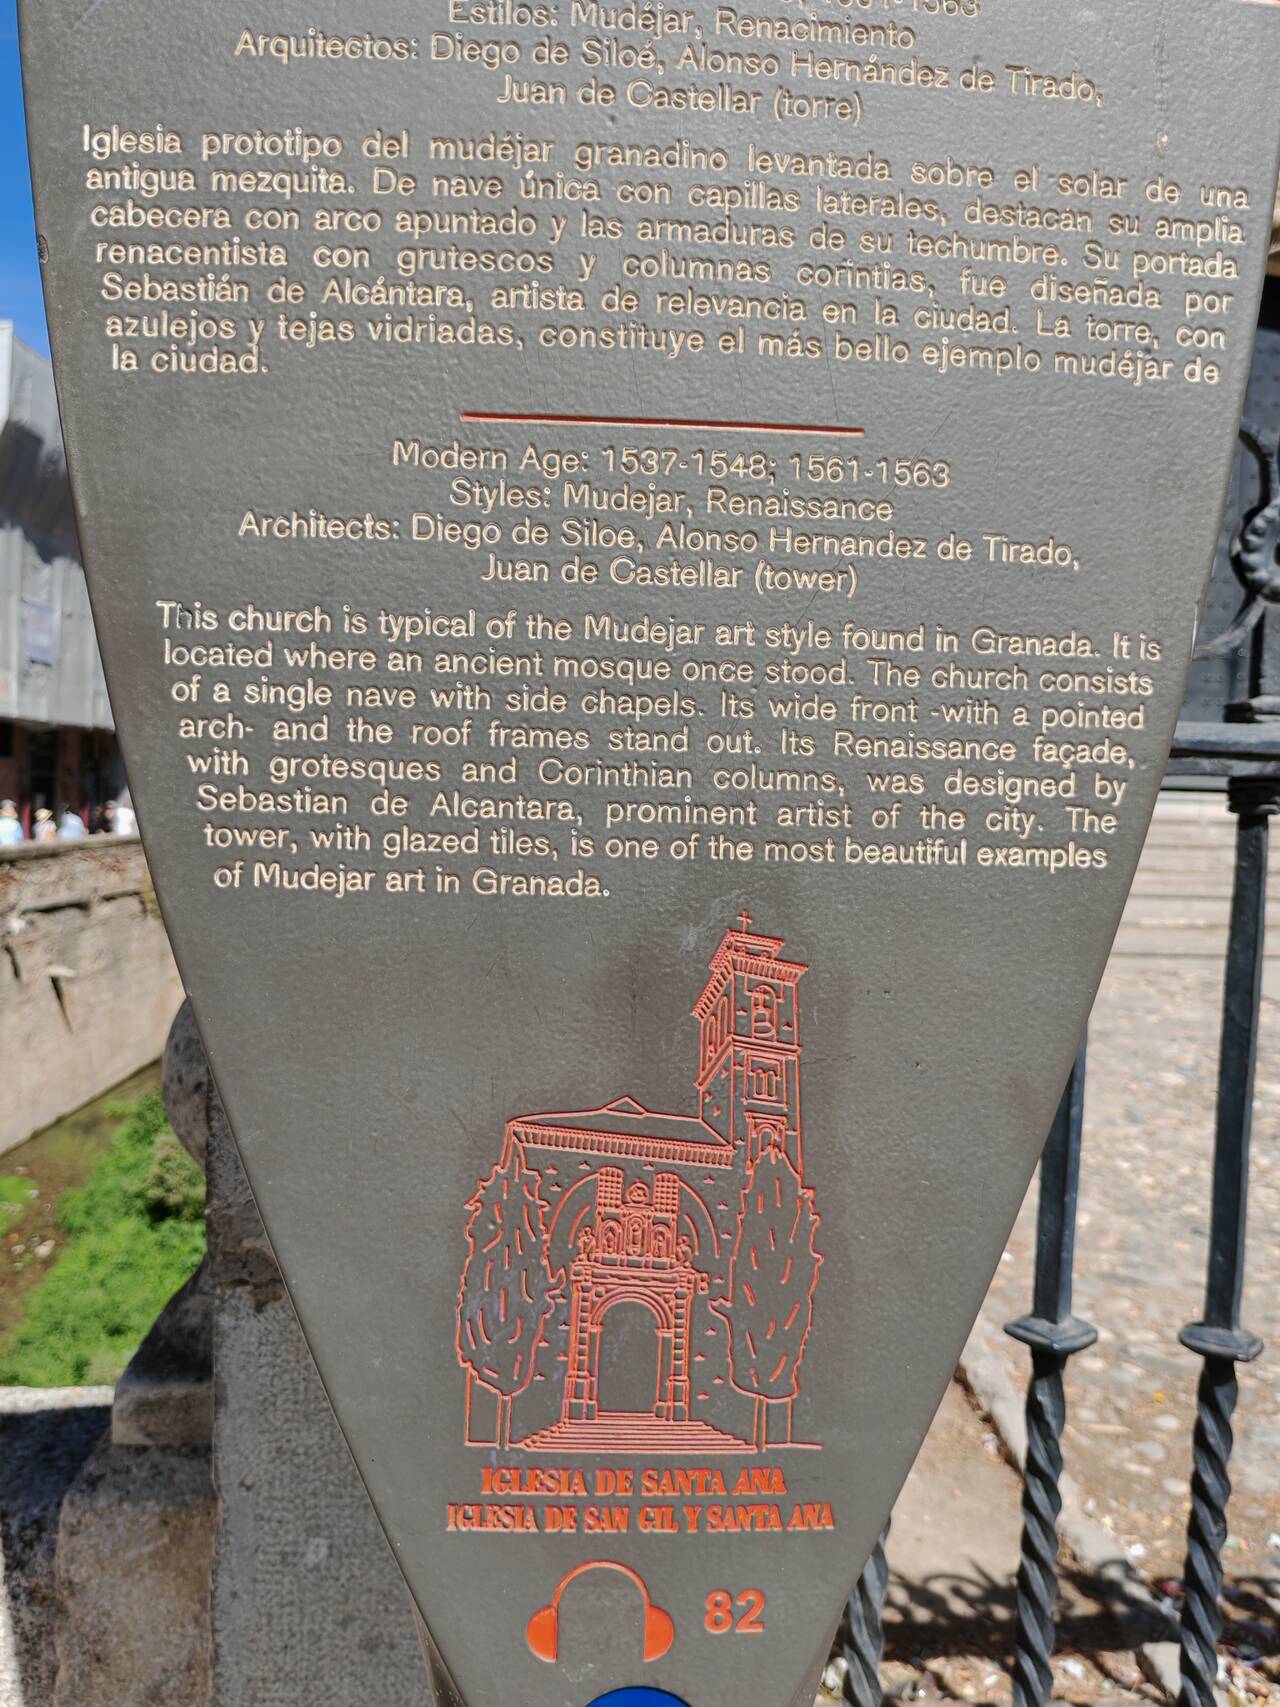 1563
Estilos: Mudéjar, Renacimiento
Arquitectos: Diego de Siloé, Alonso Hernández de Tirado,
Juan de Castellar (torre)
Iglesia prototipo del mudéjar granadino levantada sobre el solar de una
antigua mezquita. De nave única con capillas laterales, destacan su amplia
cabecera con arco apuntado y las armaduras de su techumbre. Su portada
renacentista con grutescos y columnas corintias, fue diseñada por
Sebastián de Alcántara, artista de relevancia en la ciudad. La torre, con
azulejos y tejas vidriadas, constituye el más bello ejemplo mudéjar de
la ciudad.
Modern Age: 1537-1548; 1561-1563
Styles: Mudejar, Renaissance
Architects: Diego de Siloe, Alonso Hernandez de Tirado,
Juan de Castellar (tower)
This church is typical of the Mudejar art style found in Granada. It is
located where an ancient mosque once stood. The church consists
of a single nave with side chapels. Its wide front -with a pointed
arch- and the roof frames stand out. Its Renaissance façade,
with grotesques and Corinthian columns, was designed by
Sebastian de Alcantara, prominent artist of the city. The
tower, with glazed tiles, is one of the most beautiful examples
of Mudejar art in Granada.
IGLESIA DE SANTA ANA
IGLESIA DE SAN GIL Y SANTA ANA
82